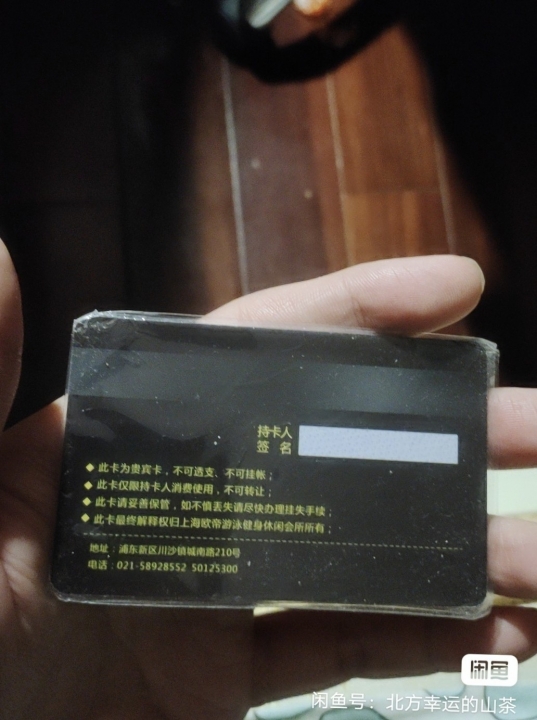 持卡人
签 名
◆ 此卡为贵宾卡，不可透支、不可挂帐；
◆ 此卡仅限持卡人消费使用，不可转让；
◆ 此卡请妥善保管，如不慎丢失请尽快办理挂失手续；
◆ 此卡最终解释权归上海欧帝游泳健身休闲会所所有；
地址：浦东新区川沙镇城南路210号
电话：021-58928552 50125300
闲鱼
闲鱼号：北方幸运的山茶